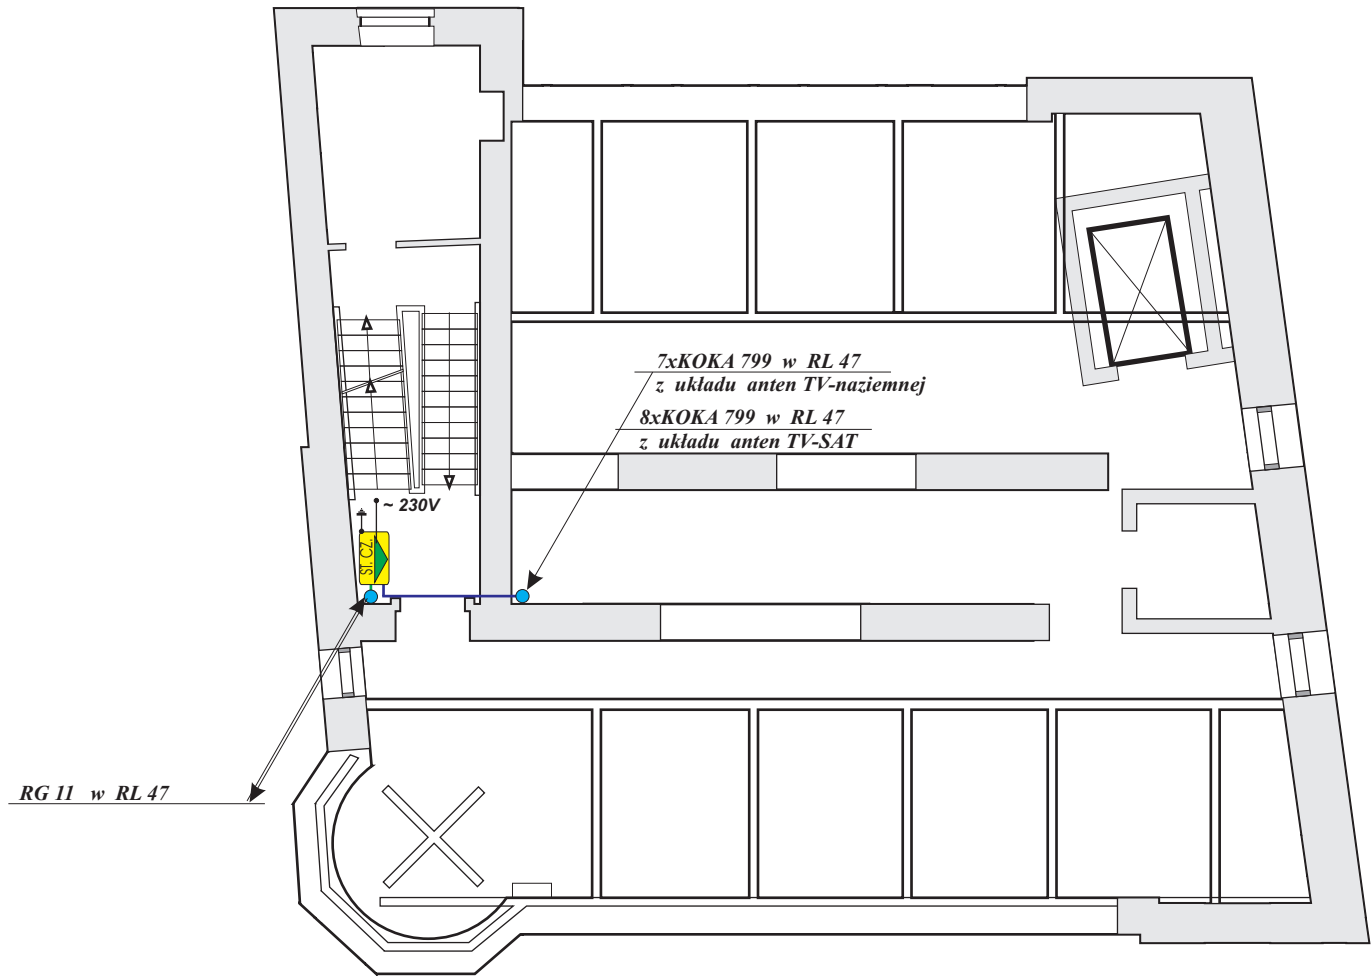 7xKOKA 799 w RL 47
z układu anten TV-naziemnej
8xKOKA 799 w RL 47
z układu anten TV-SAT
~ 230V
ST. CZ.
RG 11 w RL 47